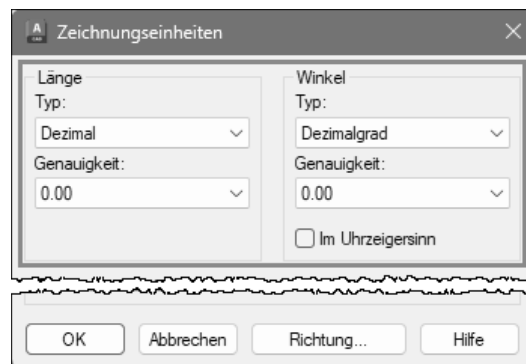 A
CAD
Zeichnungseinheiten
Länge
Typ:
Dezimal
Genauigkeit:
0.00
Winkel
Typ:
Dezimalgrad
Genauigkeit:
0.00
Im Uhrzeigersinn
OK
Abbrechen
Richtung...
Hilfe